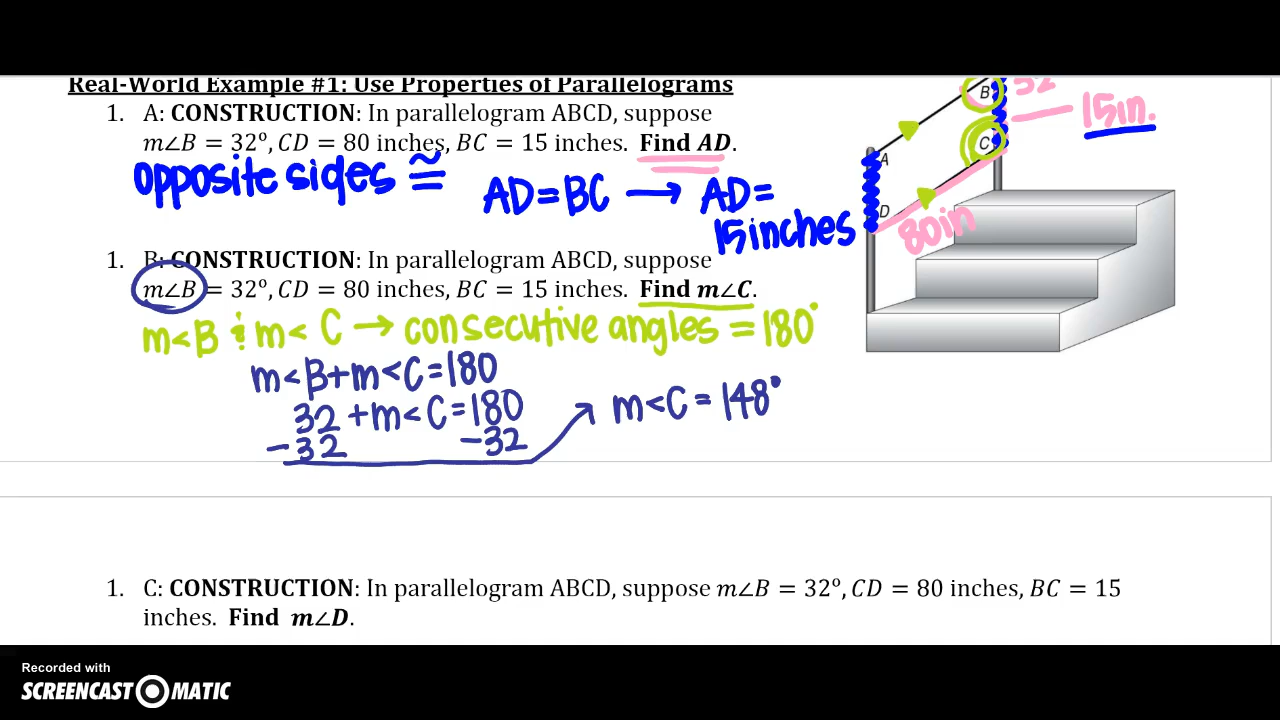 Real-World Example #1: Use Properties of Parallelograms
1. A: CONSTRUCTION: In parallelogram ABCD, suppose
m∠B = 32°, CD = 80 inches, BC = 15 inches. Find AD.
opposite sides ≅
AD=BC → AD=
15 inches
B
32
15in.
C
A
D
80in
1. B: CONSTRUCTION: In parallelogram ABCD, suppose
m∠B = 32°, CD = 80 inches, BC = 15 inches. Find m∠C.
m<B & m<C → consecutive angles = 180°
m<B+m<C=180
32 +m<C=180
-32 -32
m<C = 148°
1. C: CONSTRUCTION: In parallelogram ABCD, suppose m∠B = 32°, CD = 80 inches, BC = 15
inches. Find m∠D.
Recorded with
SCREENCAST MATIC